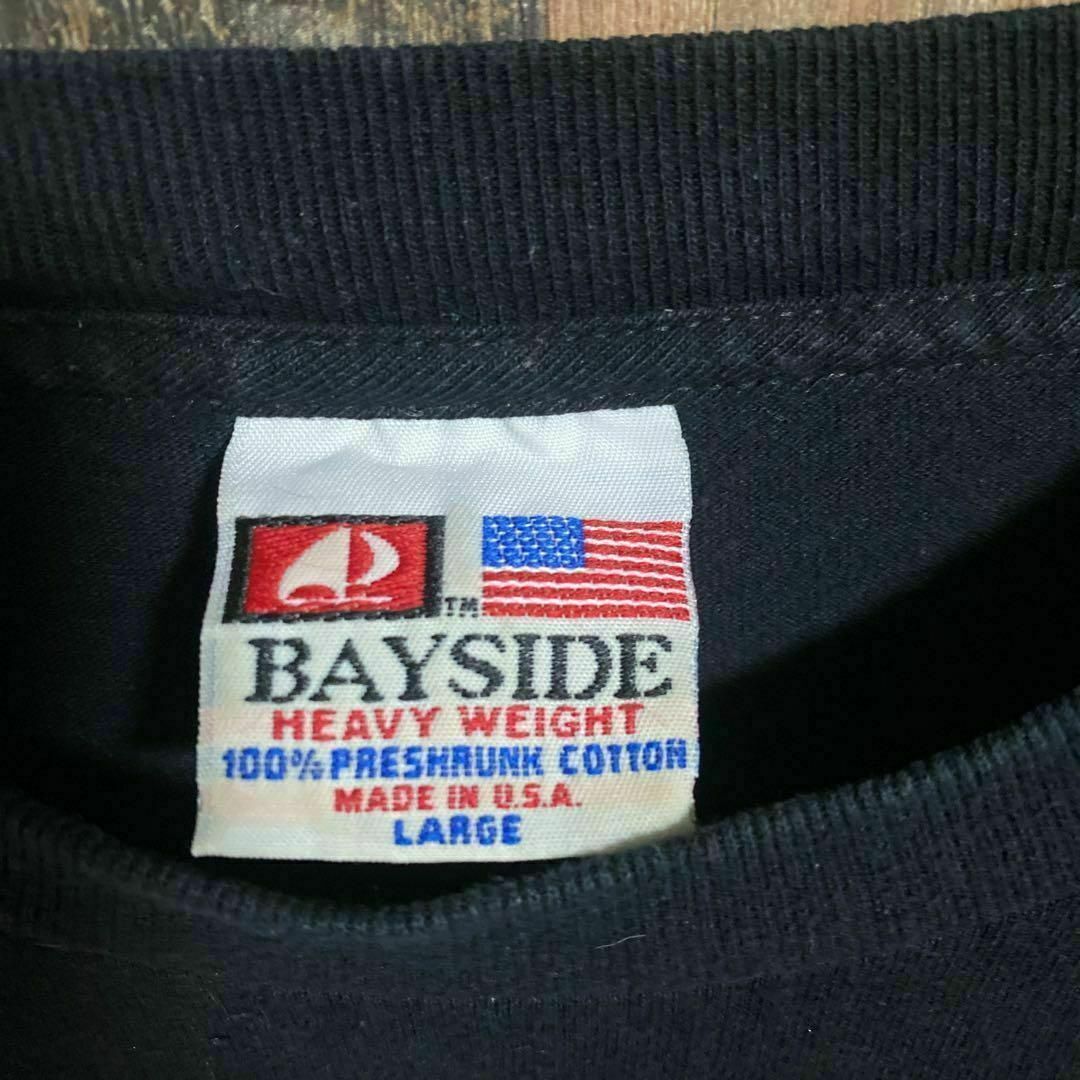 TM
BAYSIDE
HEAVY WEIGHT
100% PRESHRUNK COTTON
MADE IN U.S.A.
LARGE